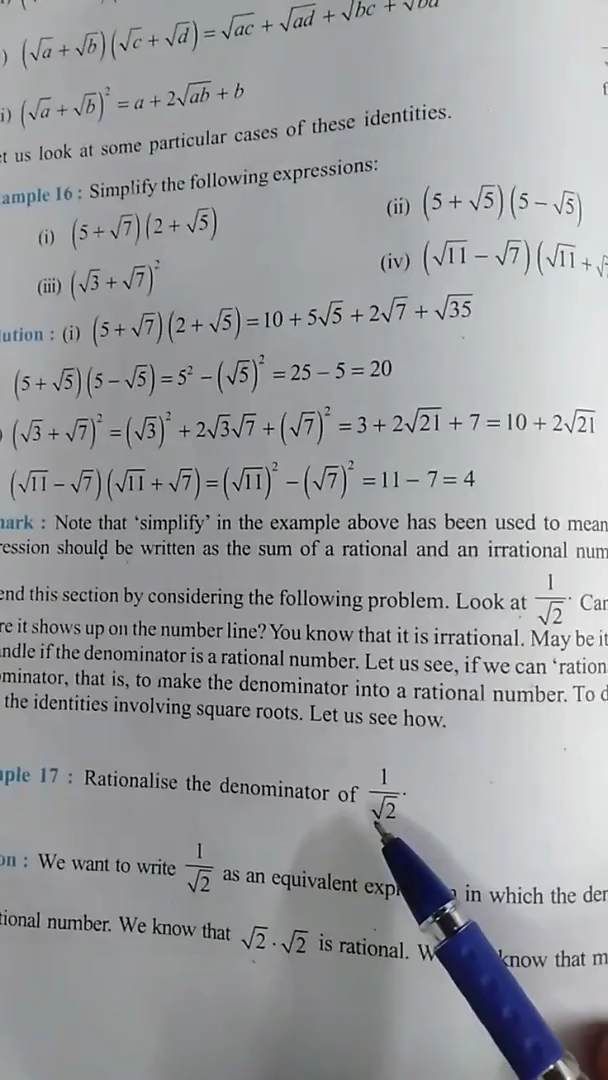 ) (√a + √b)(√c + √d) = √ac + √ad + √bc + √bd
i) (√a + √b)² = a + 2√ab + b
et us look at some particular cases of these identities.
ample 16 : Simplify the following expressions:
(i) (5 + √7)(2 + √5) (ii) (5 + √5)(5 − √5)
(iii) (√3 + √7)² (iv) (√11 − √7)(√11 + √7
ution : (i) (5 + √7)(2 + √5) = 10 + 5√5 + 2√7 + √35
(5 + √5)(5 − √5) = 5² − (√5)² = 25 − 5 = 20
) (√3 + √7)² = (√3)² + 2√3√7 + (√7)² = 3 + 2√21 + 7 = 10 + 2√21
(√11 − √7)(√11 + √7) = (√11)² − (√7)² = 11 − 7 = 4
mark : Note that ‘simplify’ in the example above has been used to mean
ression should be written as the sum of a rational and an irrational num
end this section by considering the following problem. Look at 1/√2. Can
re it shows up on the number line? You know that it is irrational. May be it
ndle if the denominator is a rational number. Let us see, if we can ‘ration
ominator, that is, to make the denominator into a rational number. To d
the identities involving square roots. Let us see how.
mple 17 : Rationalise the denominator of 1/√2.
on : We want to write 1/√2 as an equivalent exp in which the den
tional number. We know that √2 . √2 is rational. W know that m